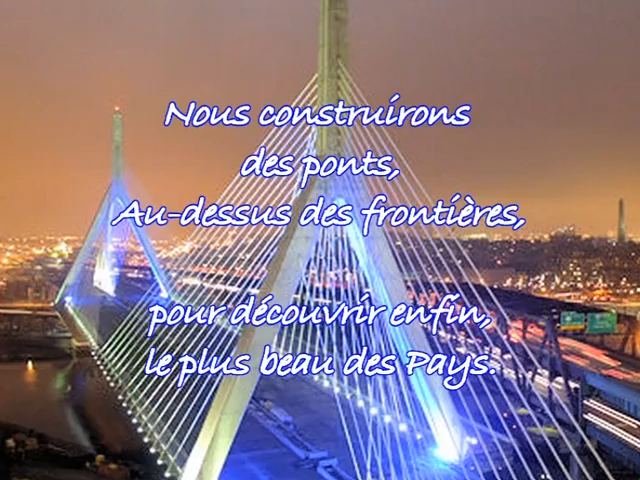 Nous construirons
des ponts,
Au-dessus des frontières,
pour découvrir enfin,
le plus beau des Pays.